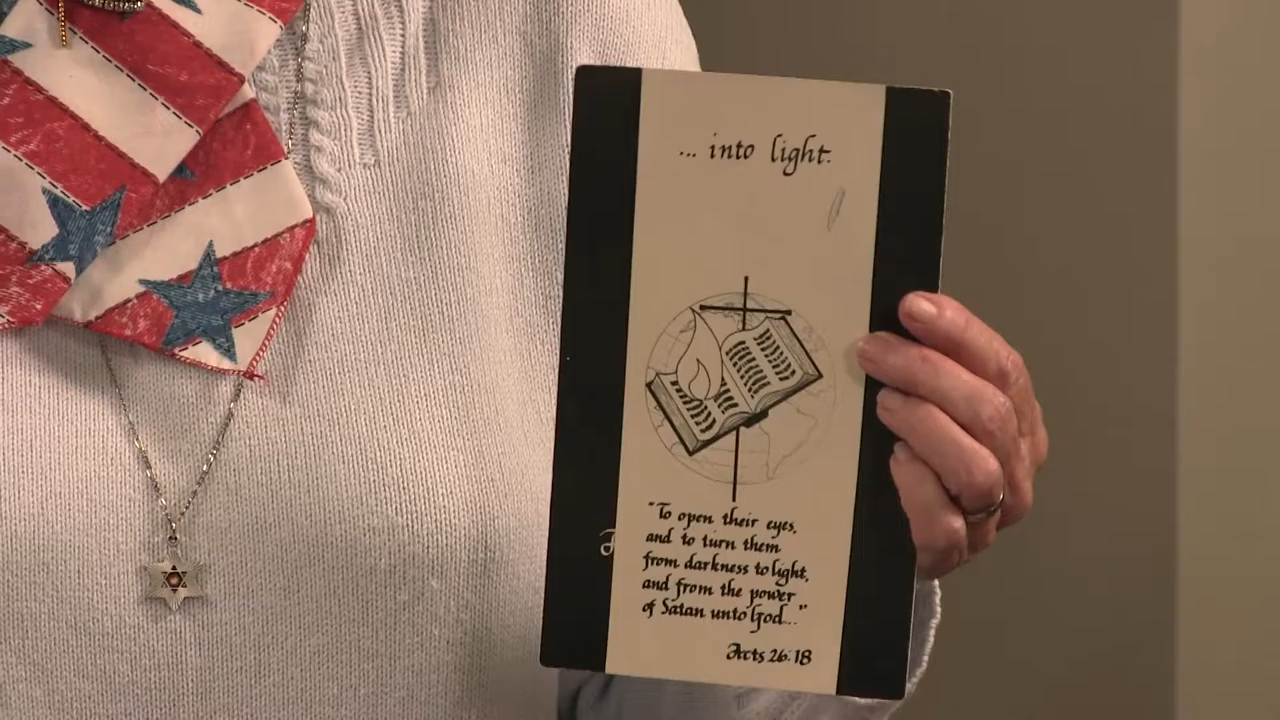 ... into light.
"To open their eyes,
and to turn them
from darkness to light,
and from the power
of Satan unto God..."
Acts 26:18